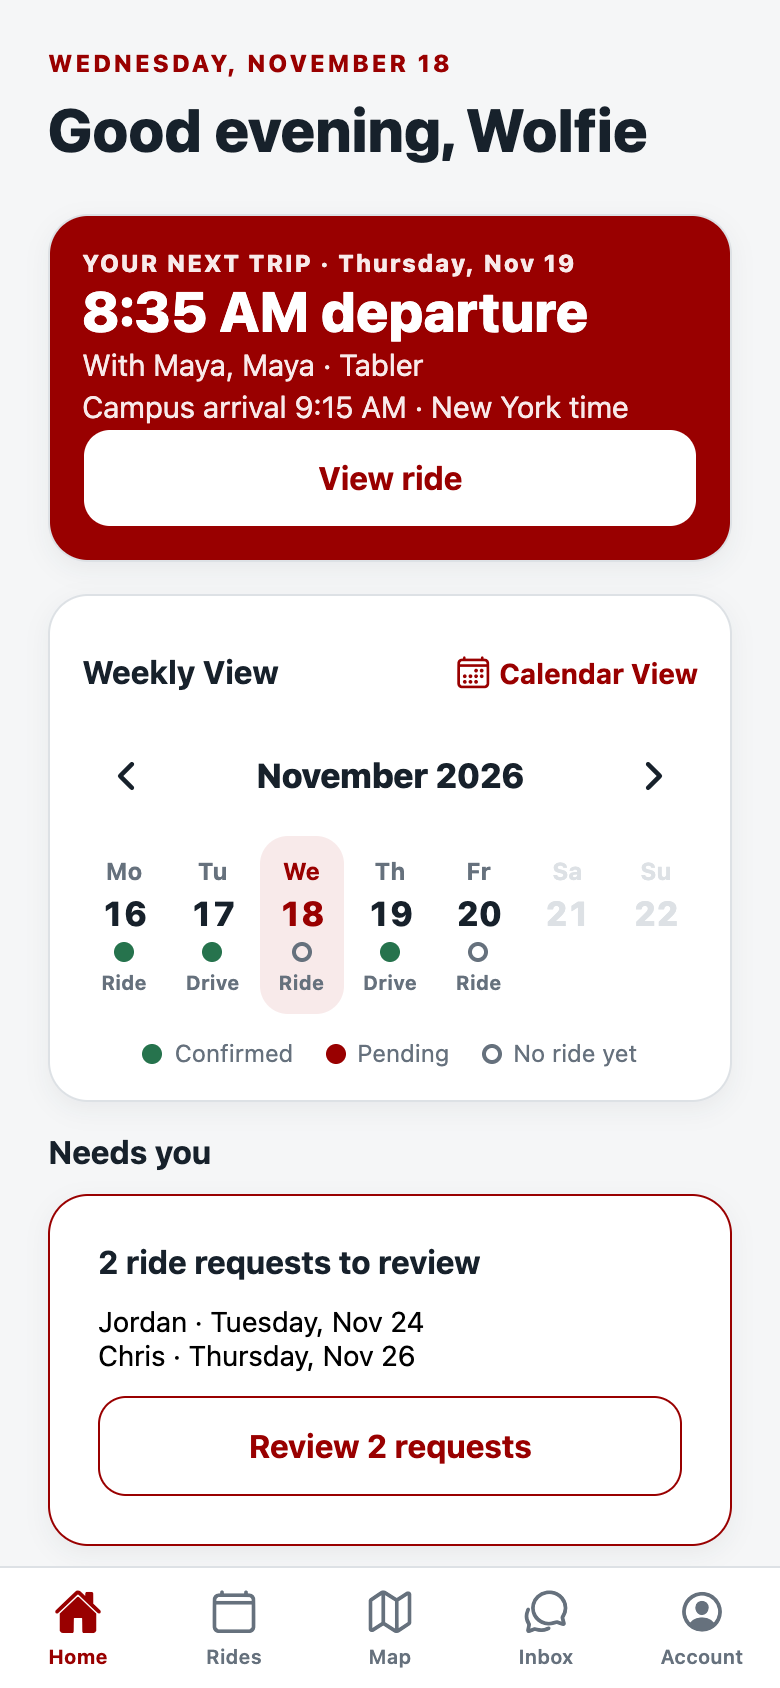 WEDNESDAY, NOVEMBER 18
Good evening, Wolfie
YOUR NEXT TRIP · Thursday, Nov 19
8:35 AM departure
With Maya, Maya · Tabler
Campus arrival 9:15 AM · New York time
View ride
Weekly View
Calendar View
November 2026
Mo Tu We Th Fr Sa Su
16 17 18 19 20 21 22
Ride Drive Ride Drive Ride
Confirmed Pending No ride yet
Needs you
2 ride requests to review
Jordan · Tuesday, Nov 24
Chris · Thursday, Nov 26
Review 2 requests
Home Rides Map Inbox Account